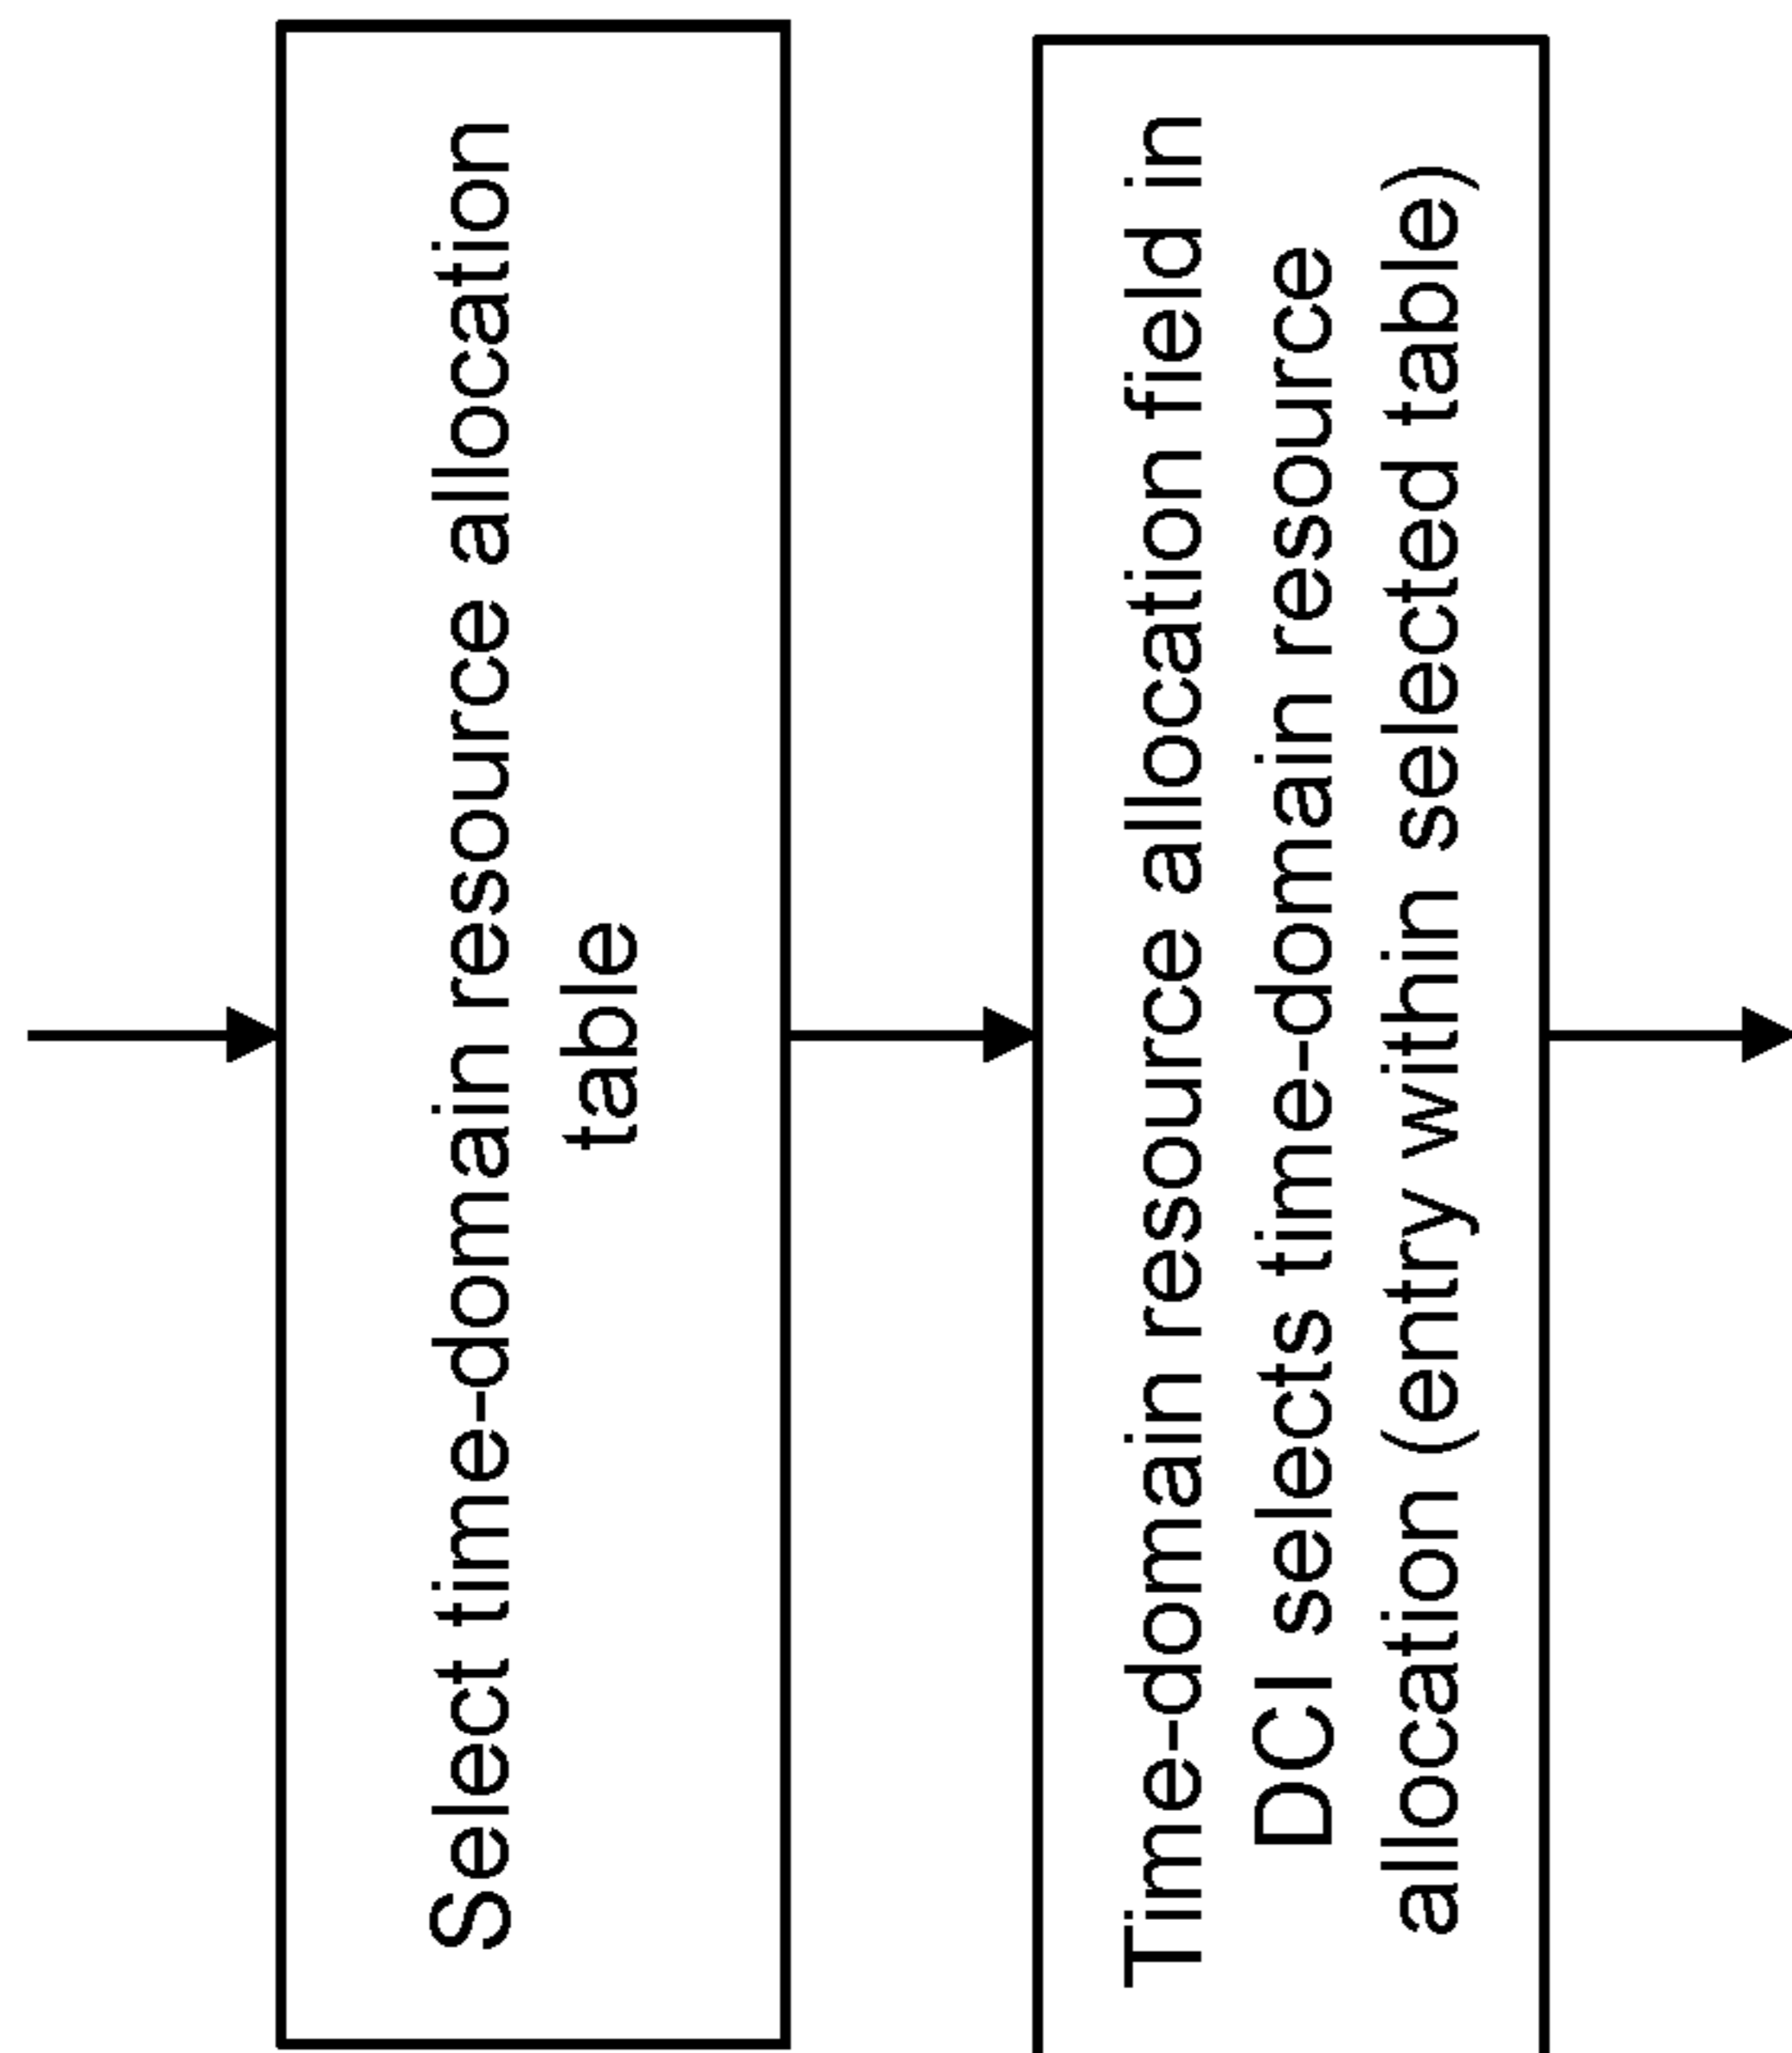 Select time-domain resource allocation
table
Time-domain resource allocation field in
DCI selects time-domain resource
allocation (entry within selected table)